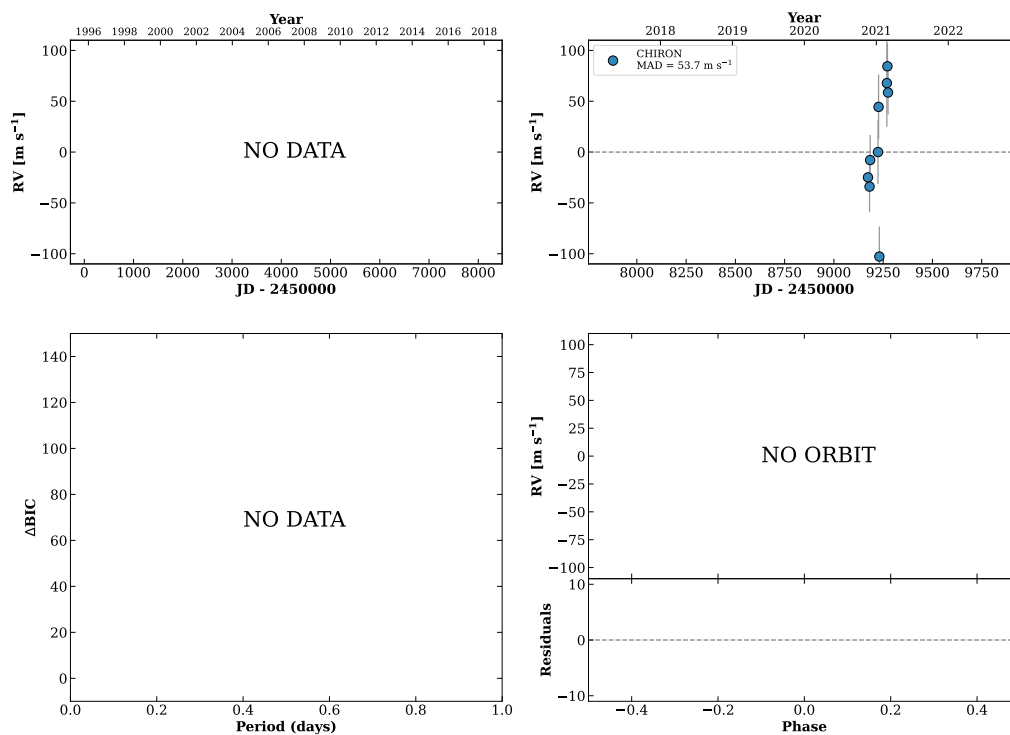 Year
1996 1998 2000 2002 2004 2006 2008 2010 2012 2014 2016 2018
RV [m s⁻¹]
100
50
0
−50
−100
NO DATA
0 1000 2000 3000 4000 5000 6000 7000 8000
JD - 2450000
Year
2018 2019 2020 2021 2022
RV [m s⁻¹]
100
50
0
−50
−100
CHIRON
MAD = 53.7 m s⁻¹
8000 8250 8500 8750 9000 9250 9500 9750
JD - 2450000
ΔBIC
140
120
100
80
60
40
20
0
NO DATA
0.0 0.2 0.4 0.6 0.8 1.0
Period (days)
RV [m s⁻¹]
100
75
50
25
0
−25
−50
−75
−100
NO ORBIT
Residuals
10
0
−10
−0.4 −0.2 0.0 0.2 0.4
Phase